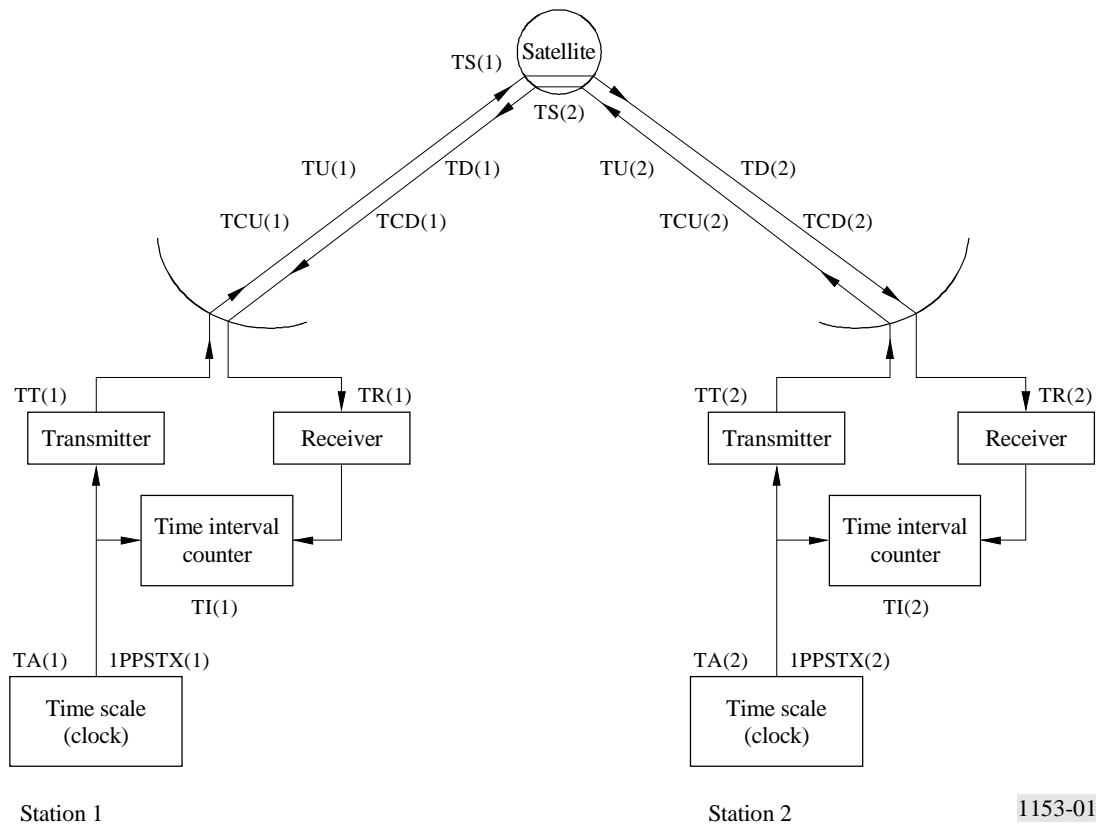 Satellite
TS(1)
TS(2)
TU(1)
TD(1)
TU(2)
TD(2)
TCU(1)
TCD(1)
TCU(2)
TCD(2)
TT(1)
TR(1)
TT(2)
TR(2)
Transmitter
Receiver
Transmitter
Receiver
Time interval
counter
Time interval
counter
TI(1)
TI(2)
TA(1)
1PPSTX(1)
TA(2)
1PPSTX(2)
Time scale
(clock)
Time scale
(clock)
Station 1
Station 2
1153-01